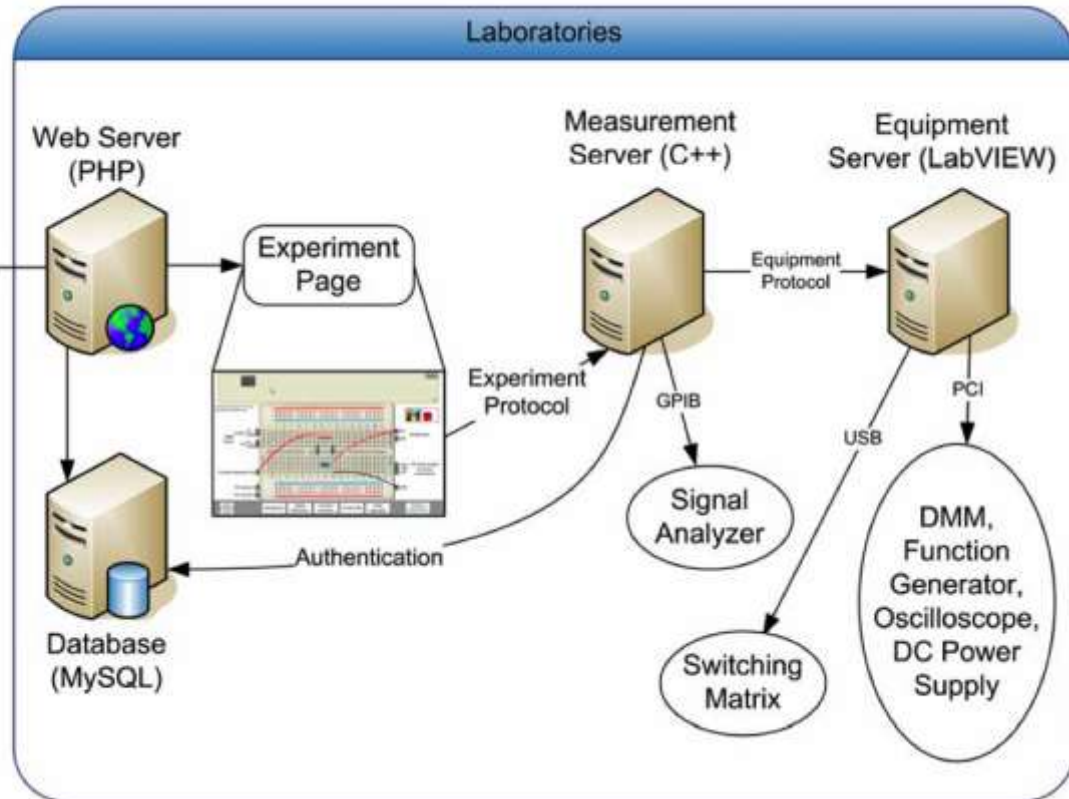 Laboratories
Web Server
(PHP)
Experiment
Page
Measurement
Server (C++)
Equipment
Server (LabVIEW)
Equipment
Protocol
Experiment
Protocol
GPIB
PCI
USB
Signal
Analyzer
DMM,
Function
Generator,
Oscilloscope,
DC Power
Supply
Authentication
Switching
Matrix
Database
(MySQL)